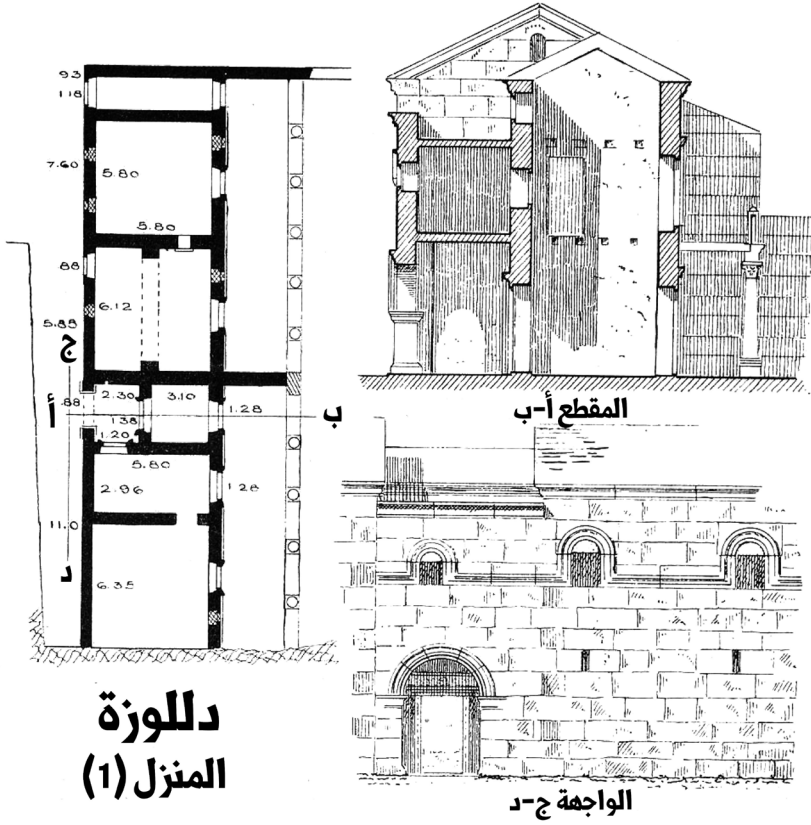 93
1.18
7.60
5.80
5.80
88
6.12
5.85
ج
أ
.88
2.30
3.10
1.28
ب
1.38
1.20
5.80
2.96
1.28
11.0
د
6.35
دللوزة
المنزل (1)
المقطع أ-ب
الواجهة ج-د